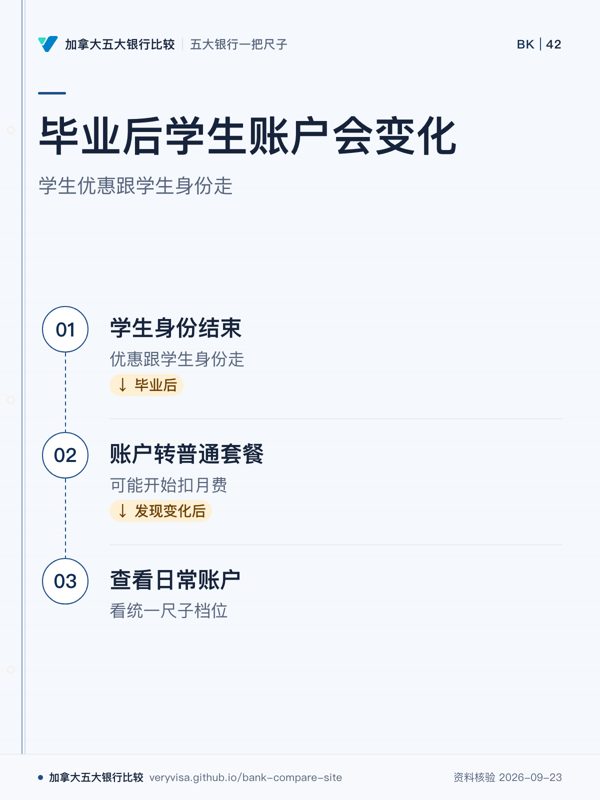 加拿大五大银行比较 | 五大银行一把尺子
BK | 42
毕业后学生账户会变化
学生优惠跟学生身份走
01
学生身份结束
优惠跟学生身份走
↓ 毕业后
02
账户转普通套餐
可能开始扣月费
↓ 发现变化后
03
查看日常账户
看统一尺子档位
加拿大五大银行比较 veryvisa.github.io/bank-compare-site
资料核验 2026-09-23